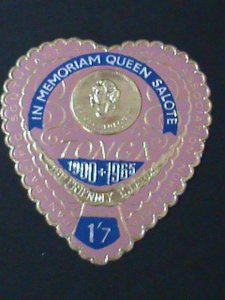 IN MEMORIAM QUEEN SALOTE
TONGA
1900+1965
THE FRIENDLY ISLANDS
1'7